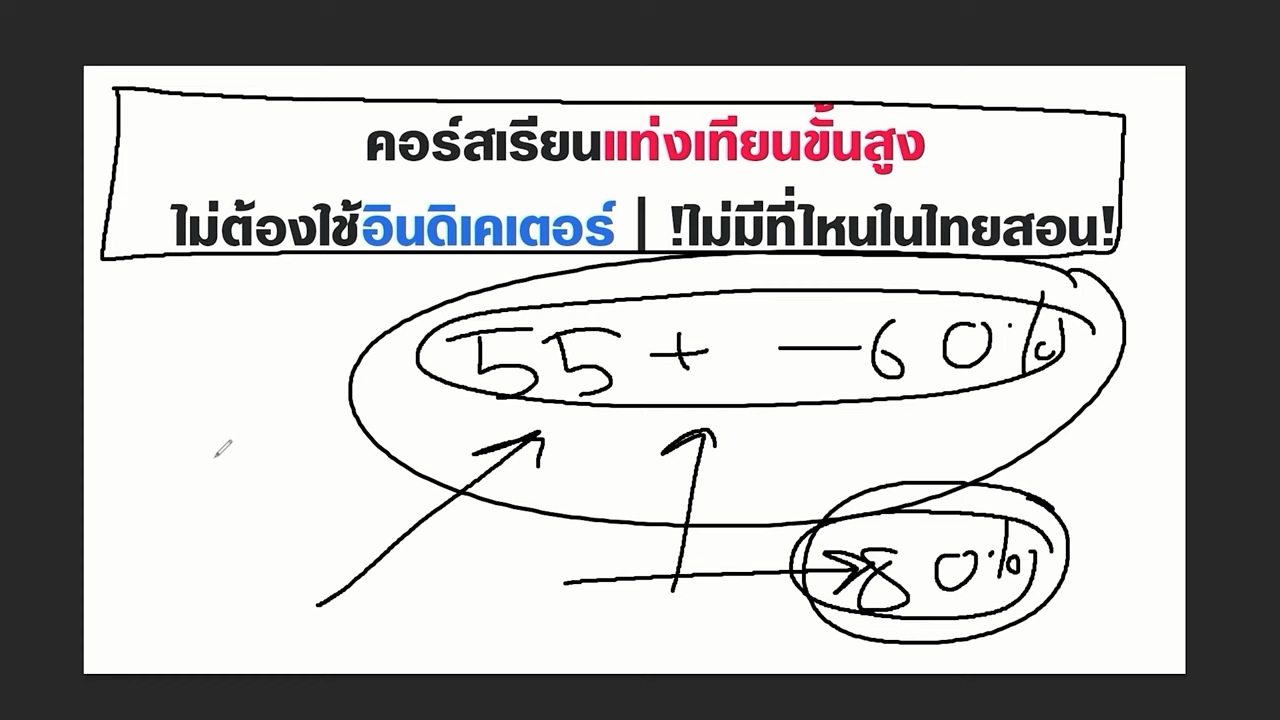 คอร์สเรียนแท่งเทียนขั้นสูง
ไม่ต้องใช้อินดิเคเตอร์ | !ไม่มีที่ไหนในไทยสอน!
55 + — 60%
80%